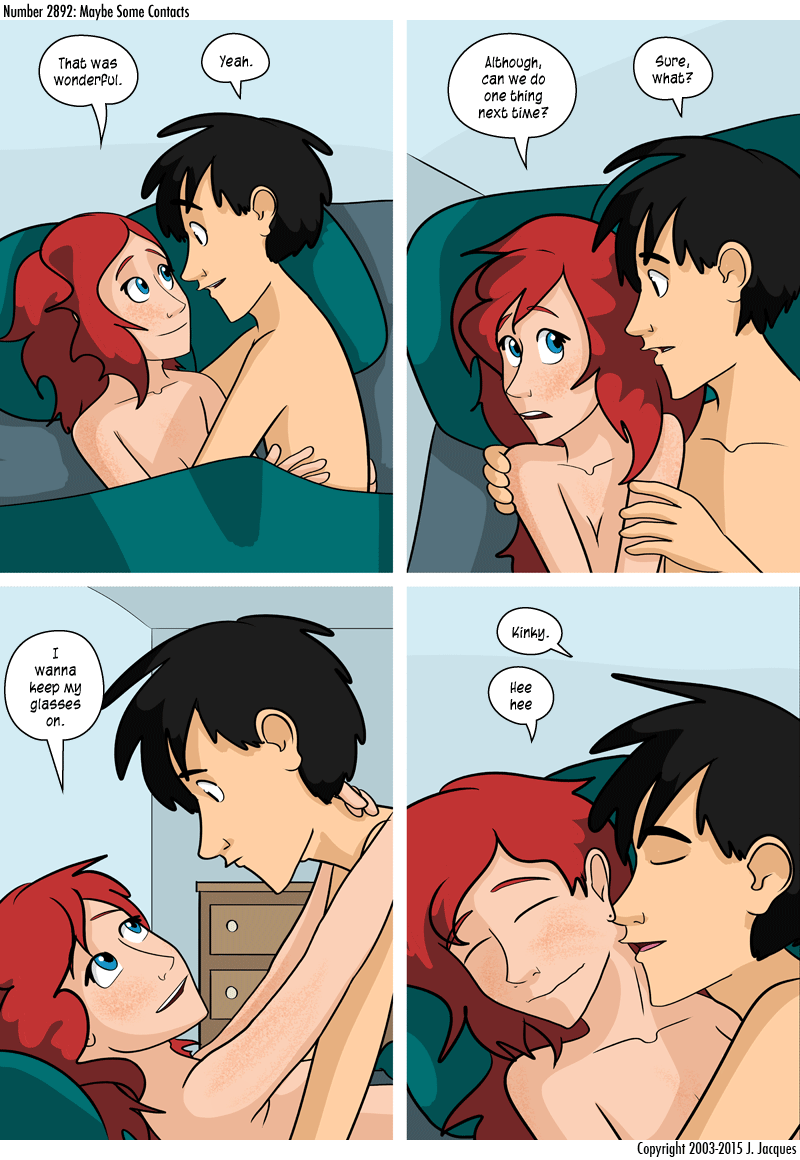 Number 2892: Maybe Some Contacts
That was
wonderful.
Yeah.
Although,
can we do
one thing
next time?
Sure,
what?
I
wanna
keep my
glasses
on.
Kinky.
Hee
hee
Copyright 2003-2015 J. Jacques